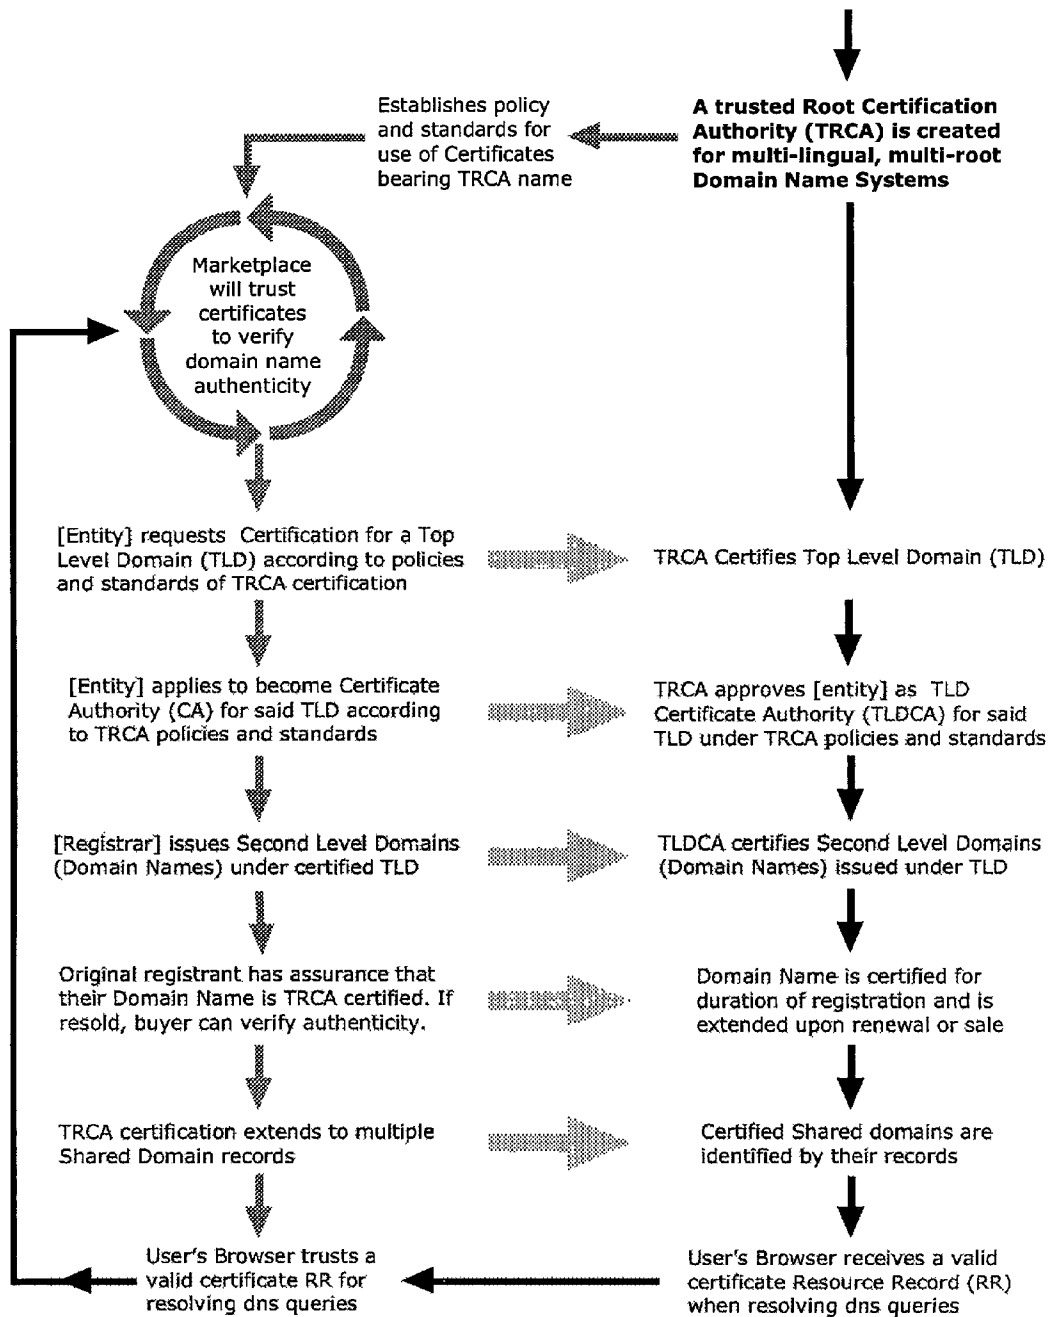 Establishes policy
and standards for
use of Certificates
bearing TRCA name
A trusted Root Certification
Authority (TRCA) is created
for multi-lingual, multi-root
Domain Name Systems
Marketplace
will trust
certificates
to verify
domain name
authenticity
[Entity] requests Certification for a Top
Level Domain (TLD) according to policies
and standards of TRCA certification
TRCA Certifies Top Level Domain (TLD)
[Entity] applies to become Certificate
Authority (CA) for said TLD according
to TRCA policies and standards
TRCA approves [entity] as TLD
Certificate Authority (TLDCA) for said
TLD under TRCA policies and standards
[Registrar] issues Second Level Domains
(Domain Names) under certified TLD
TLDCA certifies Second Level Domains
(Domain Names) issued under TLD
Original registrant has assurance that
their Domain Name is TRCA certified. If
resold, buyer can verify authenticity.
Domain Name is certified for
duration of registration and is
extended upon renewal or sale
TRCA certification extends to multiple
Shared Domain records
Certified Shared domains are
identified by their records
User's Browser trusts a
valid certificate RR for
resolving dns queries
User's Browser receives a valid
certificate Resource Record (RR)
when resolving dns queries